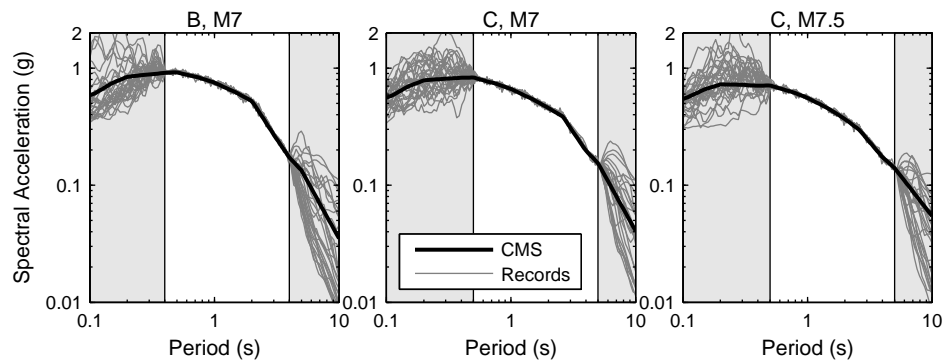 B, M7
C, M7
C, M7.5
Spectral Acceleration (g)
2
1
0.1
0.01
2
1
0.1
0.01
2
1
0.1
0.01
CMS
Records
0.1 1 10
0.1 1 10
0.1 1 10
Period (s)
Period (s)
Period (s)